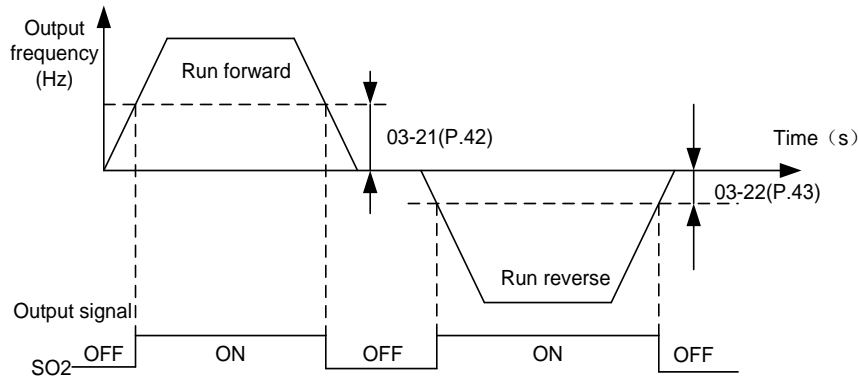 Output
frequency
(Hz)
Run forward
03-21(P.42)
Time（s）
03-22(P.43)
Run reverse
Output signal
SO2 OFF ON OFF ON OFF